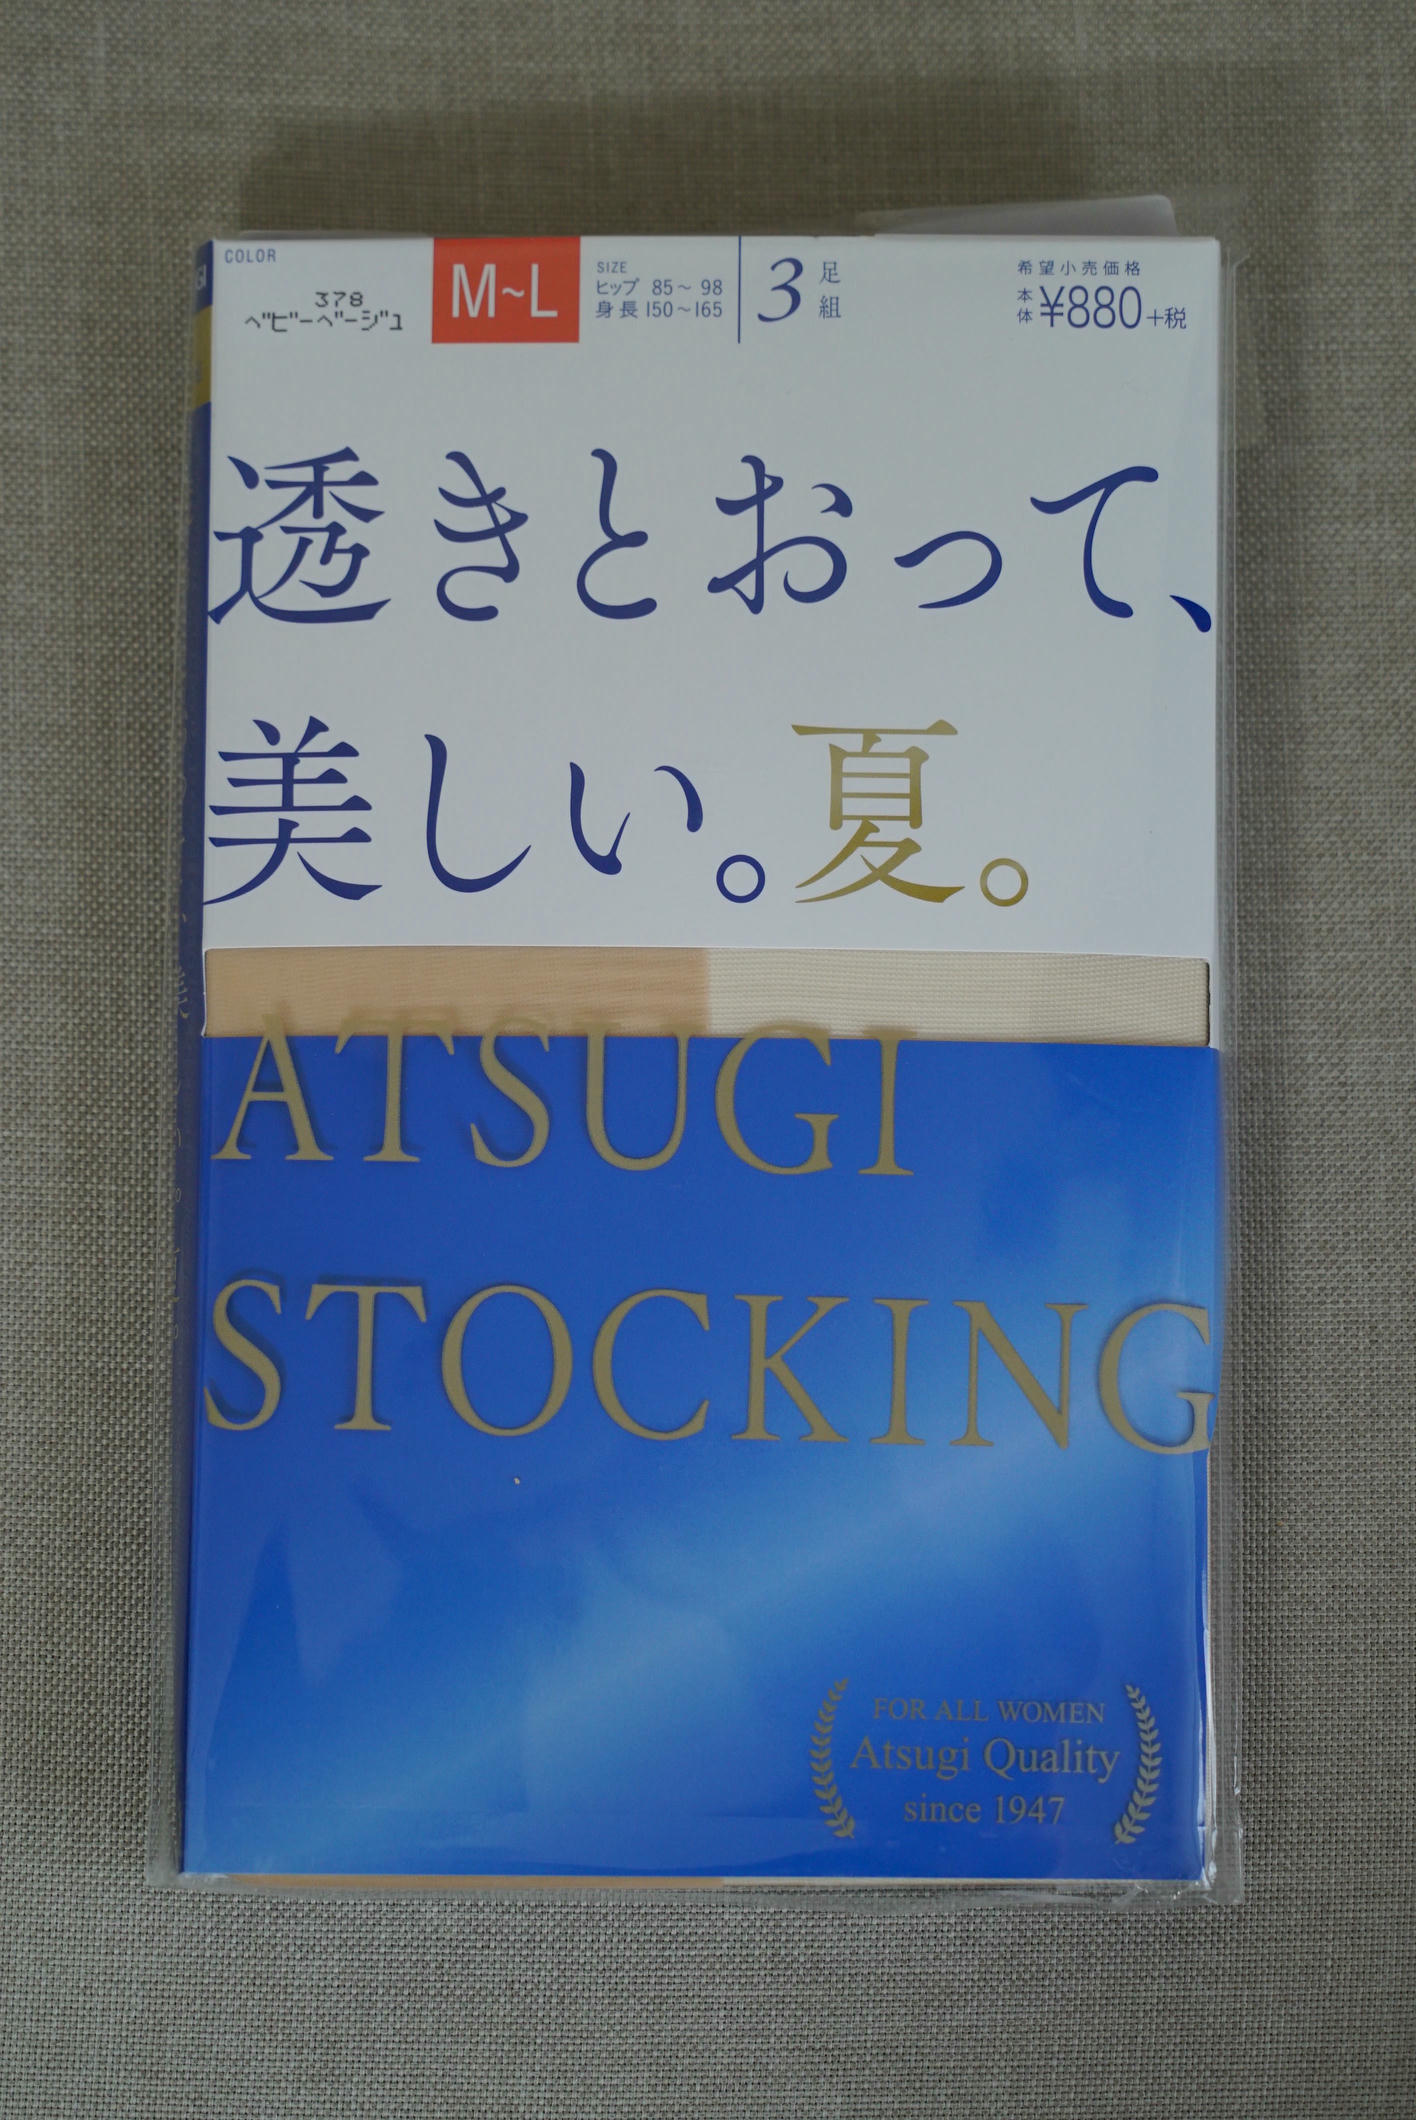 COLOR
378
ベビーベージュ
M~L
SIZE
ヒップ 85~98
身長 150~165
3足組
希望小売価格
本体 ¥880+税
透きとおって、
美しい。夏。
ATSUGI
STOCKING
FOR ALL WOMEN
Atsugi Quality
since 1947